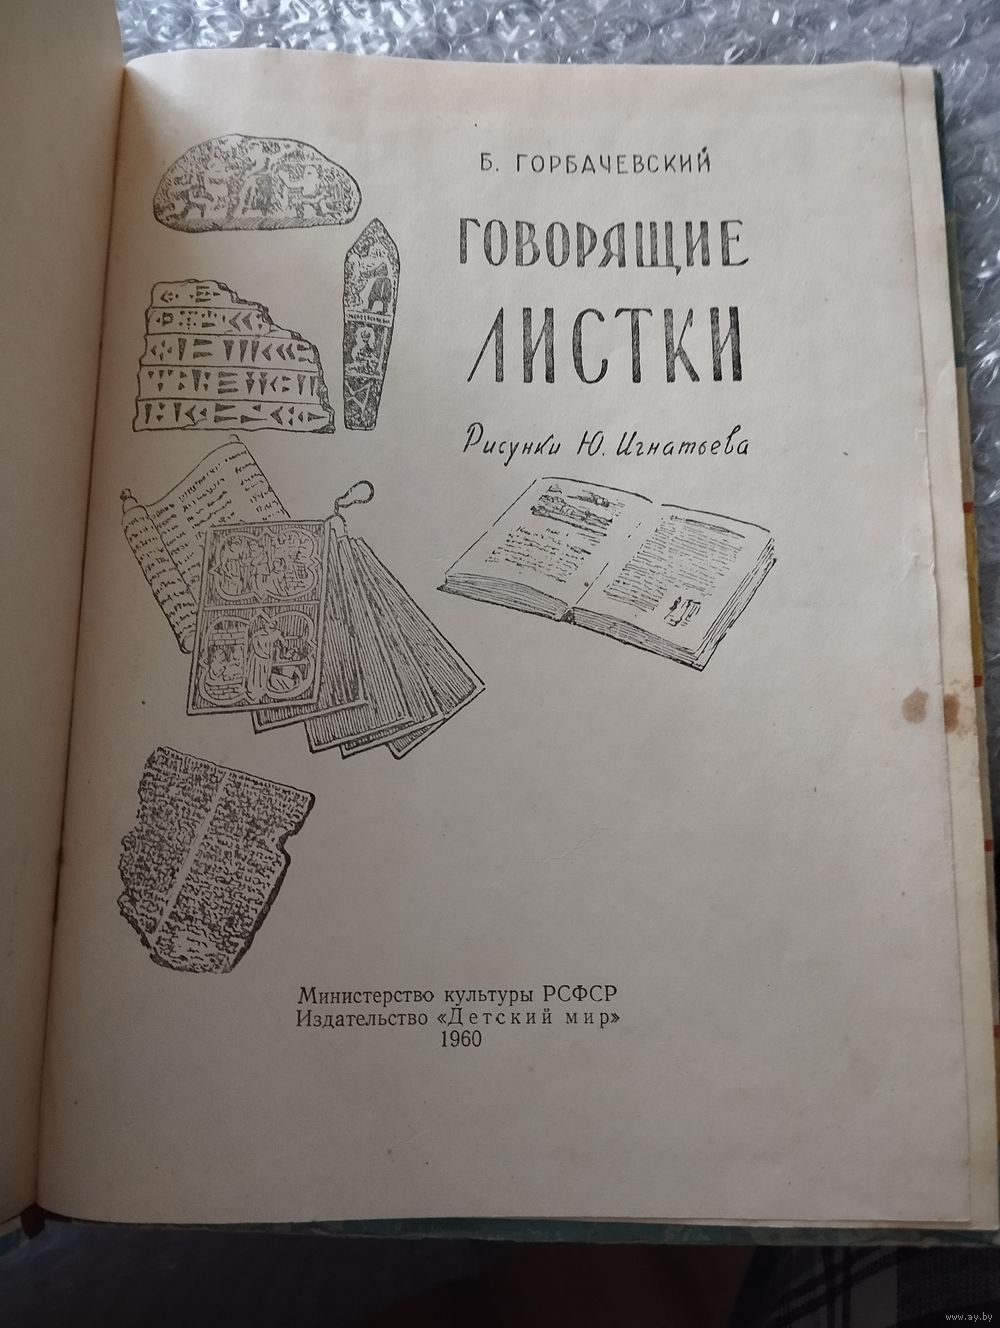 Б. ГОРБАЧЕВСКИЙ
ГОВОРЯЩИЕ
ЛИСТКИ
Рисунки Ю. Игнатьева
Министерство культуры РСФСР
Издательство «Детский мир»
1960
www.ay.by